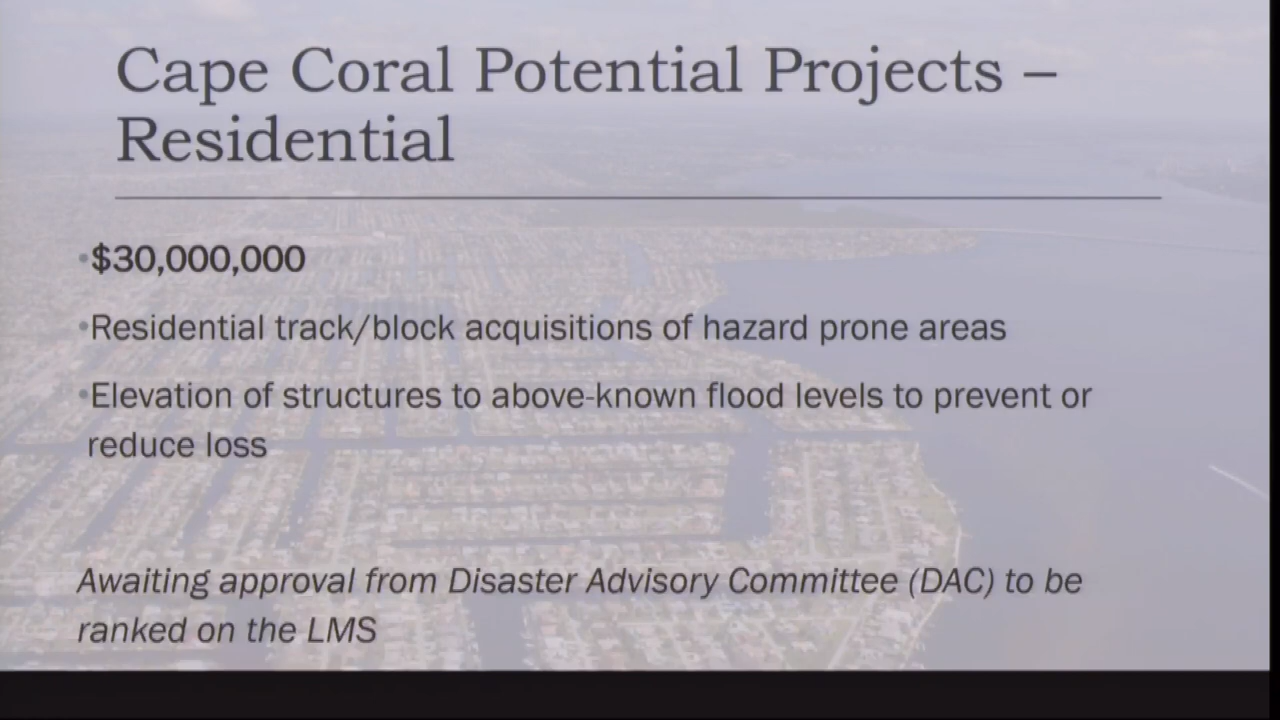 Cape Coral Potential Projects –
Residential
•$30,000,000
•Residential track/block acquisitions of hazard prone areas
•Elevation of structures to above-known flood levels to prevent or
reduce loss
Awaiting approval from Disaster Advisory Committee (DAC) to be
ranked on the LMS